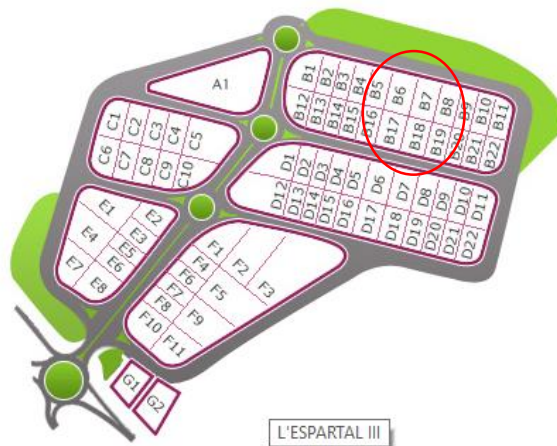 A1
B1 B2 B3 B4 B5 B6 B7 B8 B9 B10 B11
B12 B13 B14 B15 B16 B17 B18 B19 B20 B21 B22
C1 C2 C3 C4 C5
C6 C7 C8 C9 C10
D1 D2 D3 D4 D5 D6 D7 D8 D9 D10 D11
D12 D13 D14 D15 D16 D17 D18 D19 D20 D21 D22
E1 E2
E3
E4 E5
E6
E7 E8
F1 F2 F3
F4
F6 F5
F7
F8 F9
F10 F11
G1 G2
L'ESPARTAL III